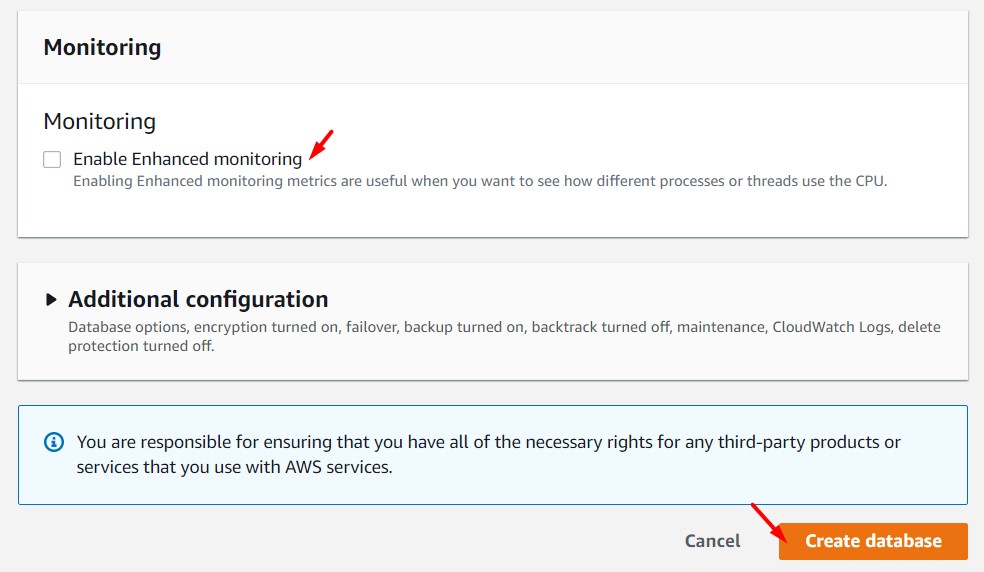 Monitoring
Monitoring
Enable Enhanced monitoring
Enabling Enhanced monitoring metrics are useful when you want to see how different processes or threads use the CPU.
Additional configuration
Database options, encryption turned on, failover, backup turned on, backtrack turned off, maintenance, CloudWatch Logs, delete
protection turned off.
You are responsible for ensuring that you have all of the necessary rights for any third-party products or
services that you use with AWS services.
Cancel
Create database